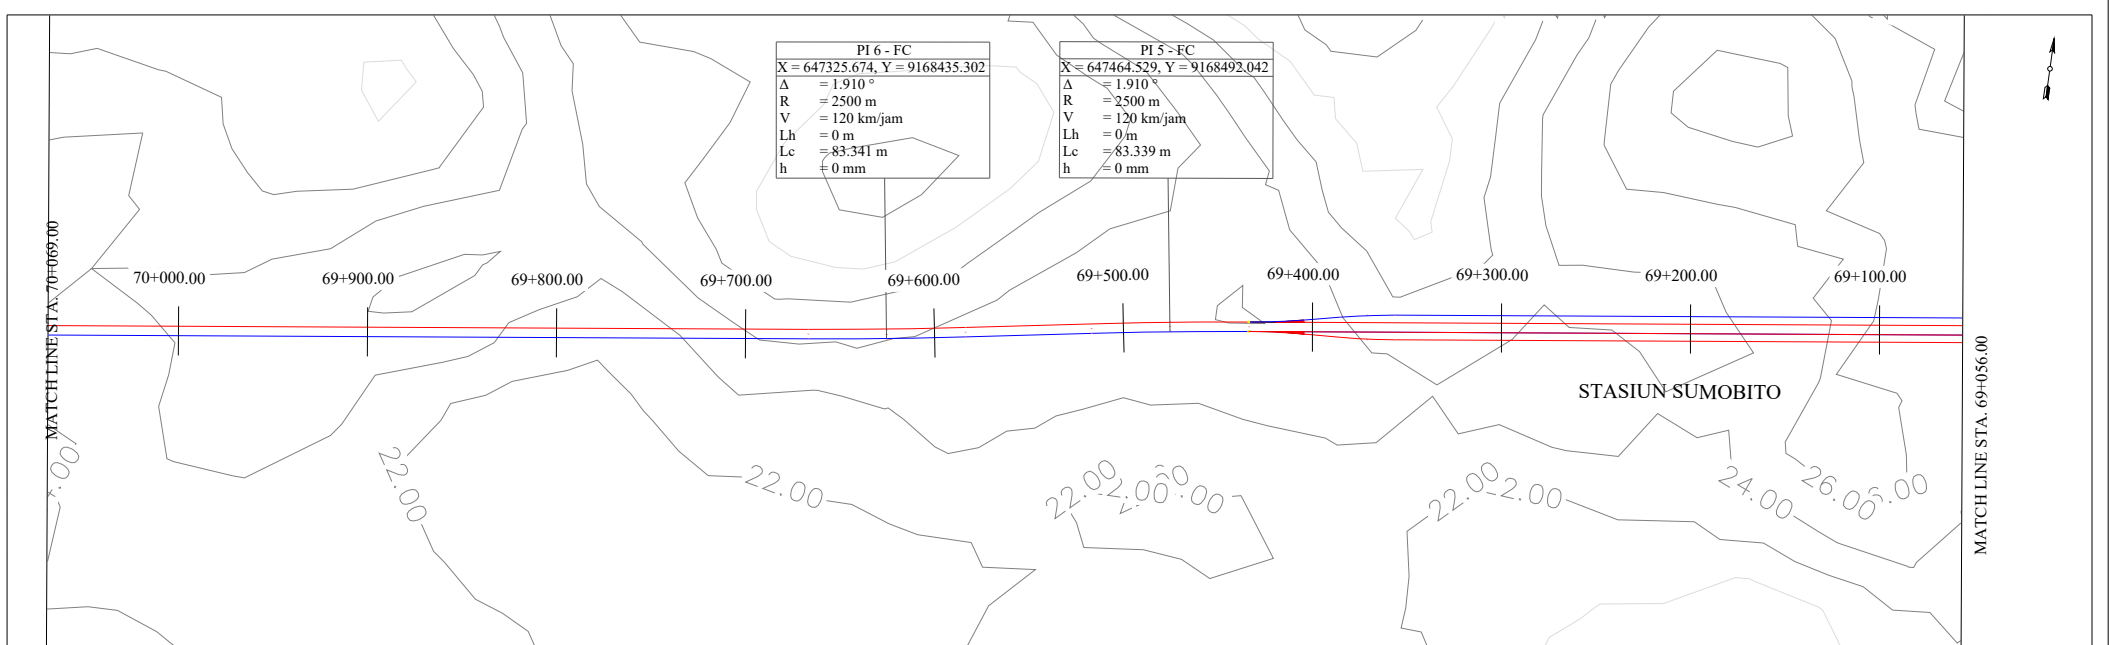 PI 6 - FC
X = 647325.674, Y = 9168435.302
Δ = 1.910 °
R = 2500 m
V = 120 km/jam
Lh = 0 m
Lc = 83.341 m
h = 0 mm
PI 5 - FC
X = 647464.529, Y = 9168492.042
Δ = 1.910 °
R = 2500 m
V = 120 km/jam
Lh = 0 m
Lc = 83.339 m
h = 0 mm
MATCH LINE STA. 70+069.00
70+000.00
69+900.00
69+800.00
69+700.00
69+600.00
69+500.00
69+400.00
69+300.00
69+200.00
69+100.00
MATCH LINE STA. 69+056.00
STASIUN SUMOBITO
22.00
22.00
22.00
22.00
24.00
26.00